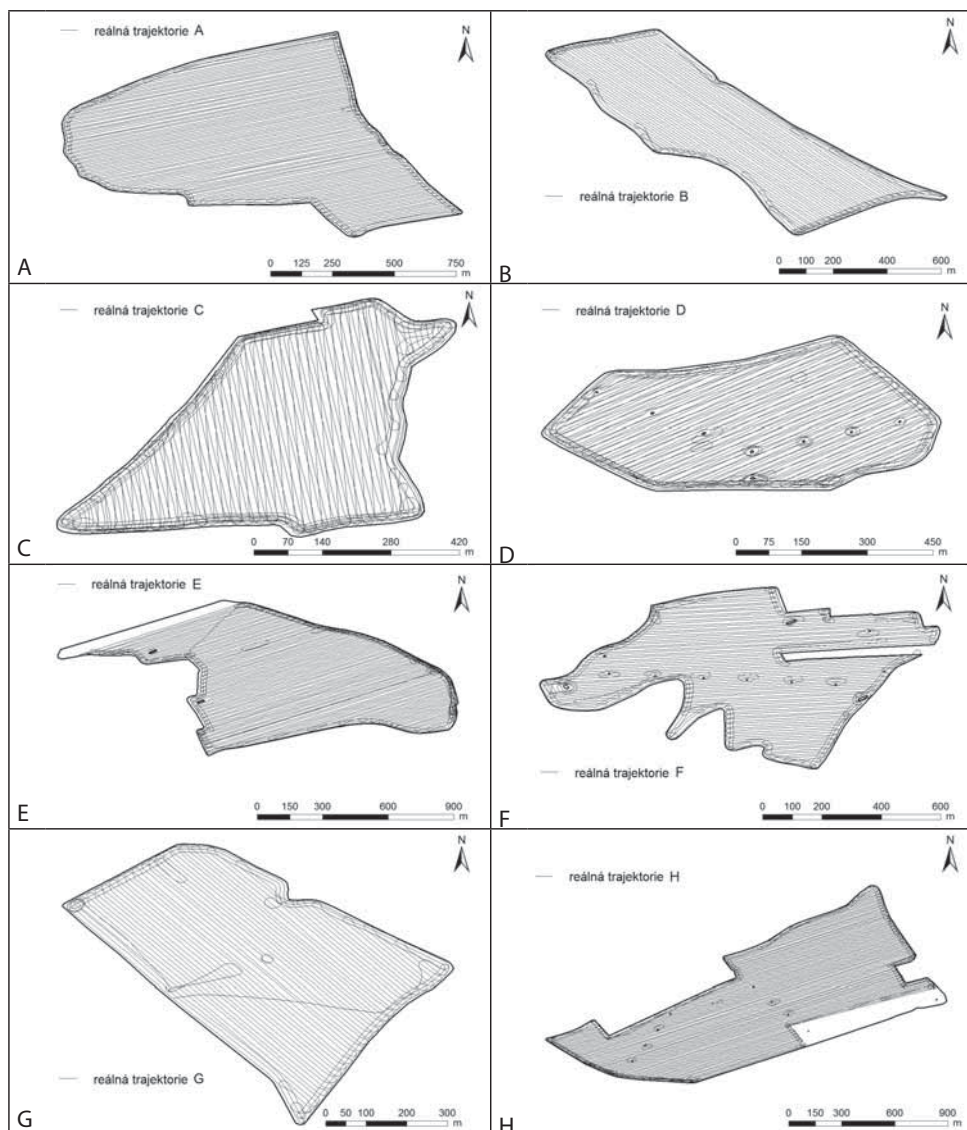 reálná trajektorie A
N
0 125 250 500 750
m
A
reálná trajektorie B
N
0 100 200 400 600
m
B
reálná trajektorie C
N
0 70 140 280 420
m
C
reálná trajektorie D
N
0 75 150 300 450
m
D
reálná trajektorie E
N
0 150 300 600 900
m
E
reálná trajektorie F
N
0 100 200 400 600
m
F
reálná trajektorie G
N
0 50 100 200 300
m
G
reálná trajektorie H
N
0 150 300 600 900
m
H